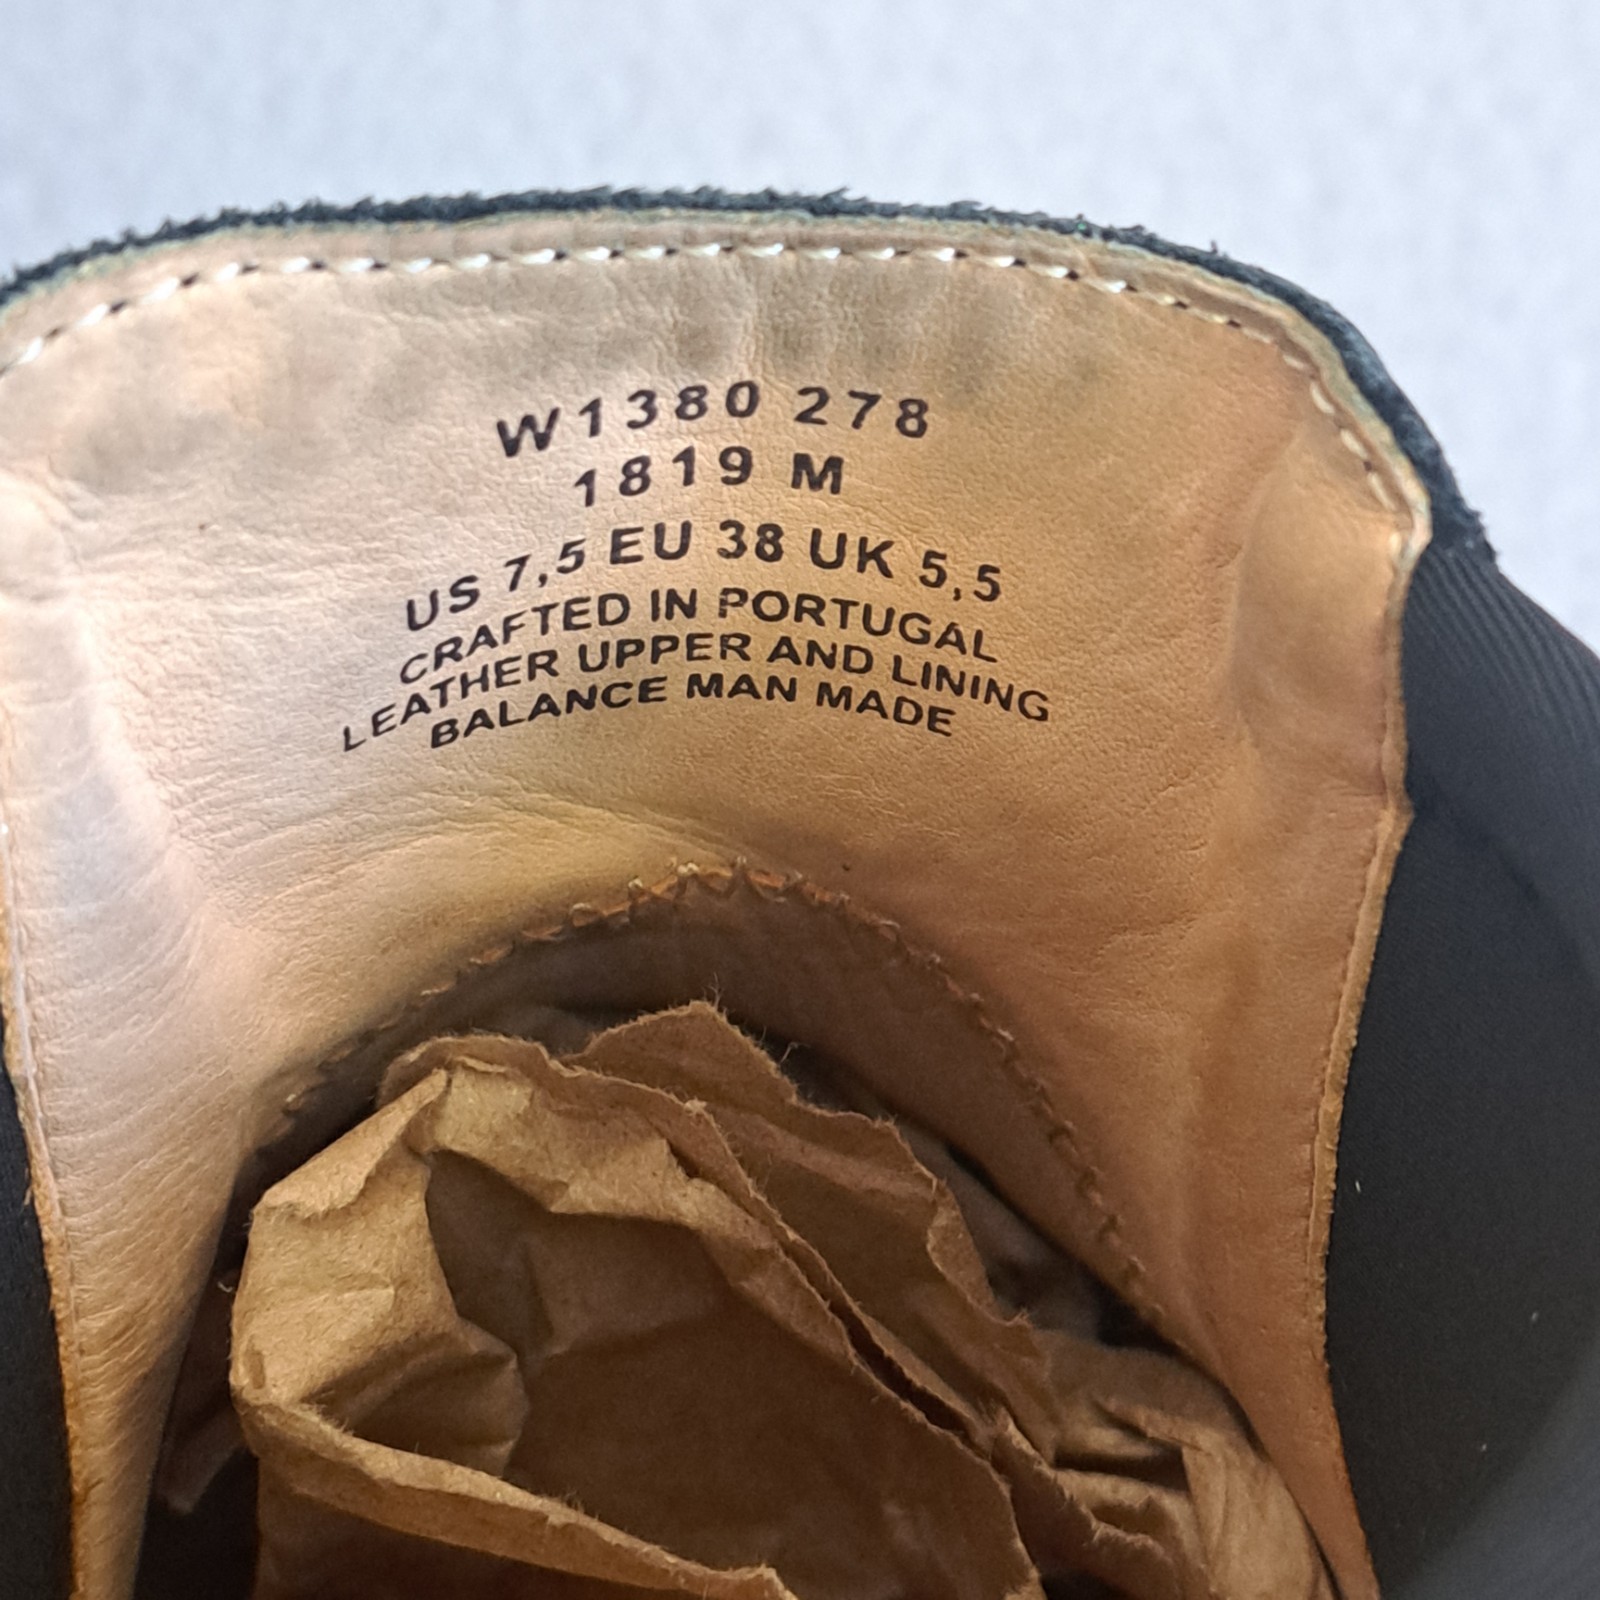 W1380 278
1819 M
US 7,5 EU 38 UK 5,5
CRAFTED IN PORTUGAL
LEATHER UPPER AND LINING
BALANCE MAN MADE